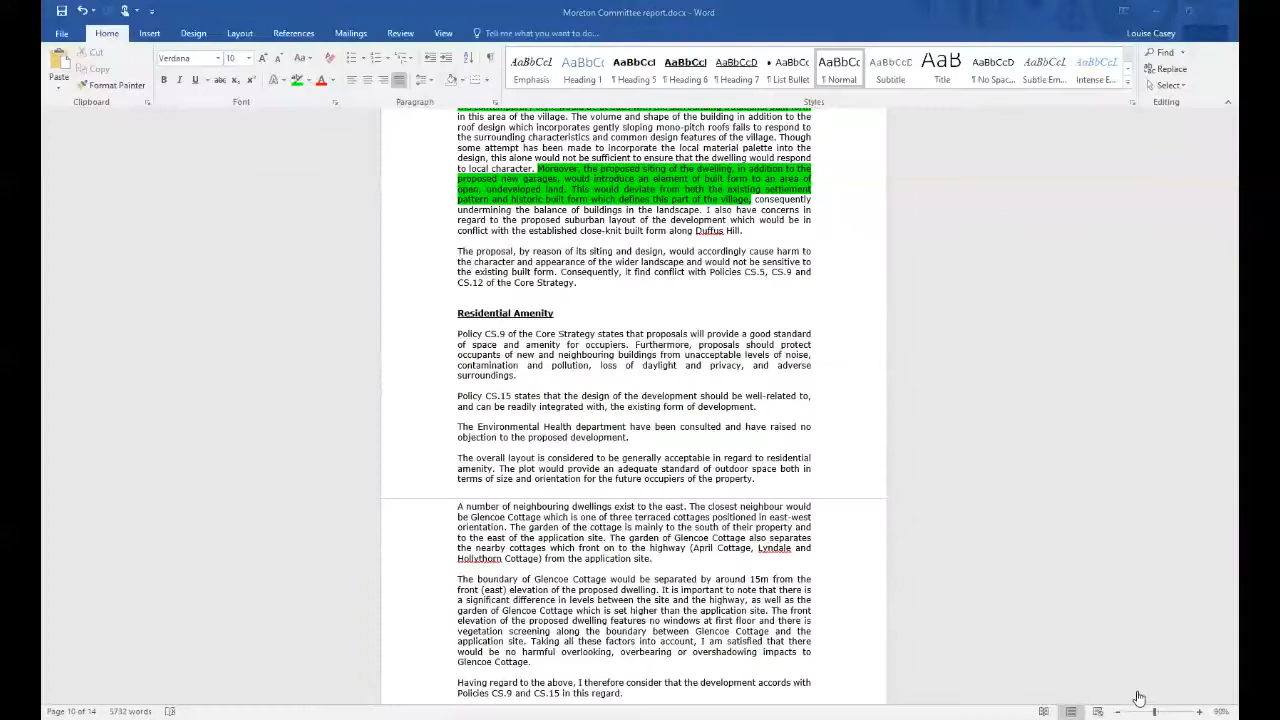 Moreton Committee report.docx - Word
File Home Insert Design Layout References Mailings Review View Tell me what you want to do... Louise Casey
Paste Cut Copy Format Painter
Verdana 10
AaBbCcI AaBbCc AaBbCcI AaBbCcI AaBbCcD AaBbCc AaBbCc AaBbCcD AaB AaBbCcD AaBbCcI AaBbCcI
Emphasis Heading 1 ¶ Heading 5 ¶ Heading 6 ¶ Heading 7 ¶ List Bullet ¶ Normal Subtitle Title ¶ No Spac... Subtle Em... Intense E...
Find Replace Select
Clipboard Font Paragraph Styles Editing
in this area of the village. The volume and shape of the building in addition to the
roof design which incorporates gently sloping mono-pitch roofs fails to respond to
the surrounding characteristics and common design features of the village. Though
some attempt has been made to incorporate the local material palette into the
design, this alone would not be sufficient to ensure that the dwelling would respond
to local character. Moreover, the proposed siting of the dwelling, in addition to the
proposed new garages, would introduce an element of built form to an area of
open, undeveloped land. This would deviate from both the existing settlement
pattern and historic built form which defines this part of the village, consequently
undermining the balance of buildings in the landscape. I also have concerns in
regard to the proposed suburban layout of the development which would be in
conflict with the established close-knit built form along Duffus Hill.
The proposal, by reason of its siting and design, would accordingly cause harm to
the character and appearance of the wider landscape and would not be sensitive to
the existing built form. Consequently, it find conflict with Policies CS.5, CS.9 and
CS.12 of the Core Strategy.
Residential Amenity
Policy CS.9 of the Core Strategy states that proposals will provide a good standard
of space and amenity for occupiers. Furthermore, proposals should protect
occupants of new and neighbouring buildings from unacceptable levels of noise,
contamination and pollution, loss of daylight and privacy, and adverse
surroundings.
Policy CS.15 states that the design of the development should be well-related to,
and can be readily integrated with, the existing form of development.
The Environmental Health department have been consulted and have raised no
objection to the proposed development.
The overall layout is considered to be generally acceptable in regard to residential
amenity. The plot would provide an adequate standard of outdoor space both in
terms of size and orientation for the future occupiers of the property.
A number of neighbouring dwellings exist to the east. The closest neighbour would
be Glencoe Cottage which is one of three terraced cottages positioned in east-west
orientation. The garden of the cottage is mainly to the south of their property and
to the east of the application site. The garden of Glencoe Cottage also separates
the nearby cottages which front on to the highway (April Cottage, Lyndale and
Hollythorn Cottage) from the application site.
The boundary of Glencoe Cottage would be separated by around 15m from the
front (east) elevation of the proposed dwelling. It is important to note that there is
a significant difference in levels between the site and the highway, as well as the
garden of Glencoe Cottage which is set higher than the application site. The front
elevation of the proposed dwelling features no windows at first floor and there is
vegetation screening along the boundary between Glencoe Cottage and the
application site. Taking all these factors into account, I am satisfied that there
would be no harmful overlooking, overbearing or overshadowing impacts to
Glencoe Cottage.
Having regard to the above, I therefore consider that the development accords with
Policies CS.9 and CS.15 in this regard.
Page 10 of 14 5732 words 90%